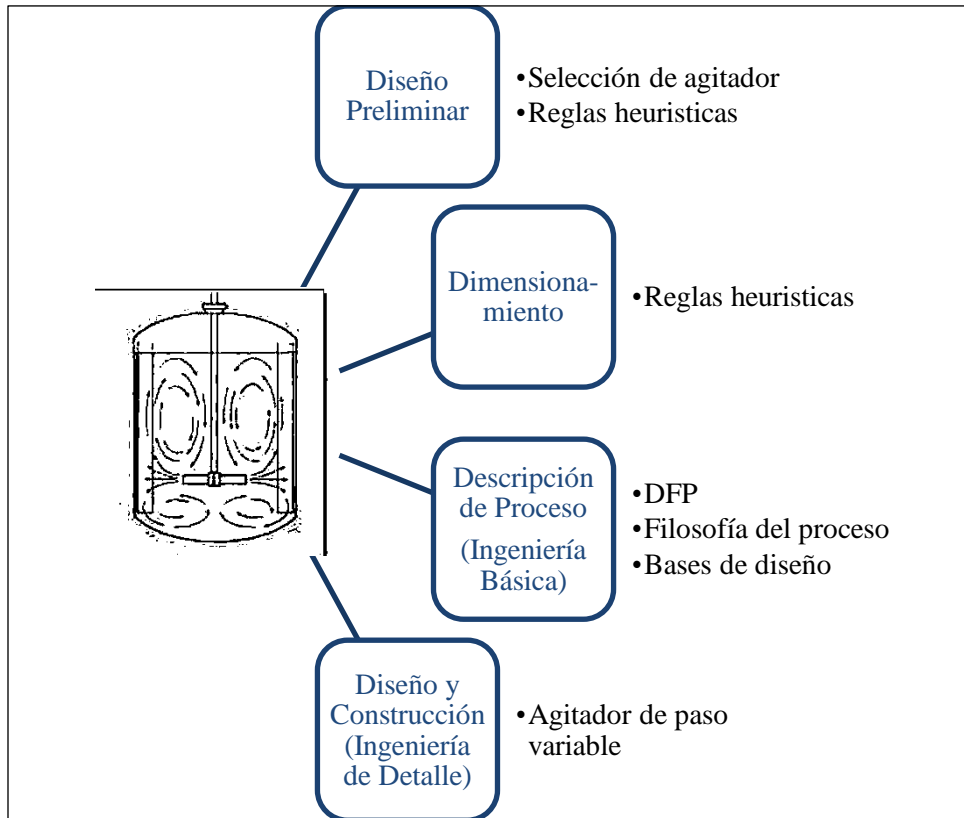 Diseño
Preliminar
•Selección de agitador
•Reglas heuristicas
Dimensiona-
miento
•Reglas heuristicas
Descripción
de Proceso
(Ingeniería
Básica)
•DFP
•Filosofía del proceso
•Bases de diseño
Diseño y
Construcción
(Ingeniería
de Detalle)
•Agitador de paso
variable